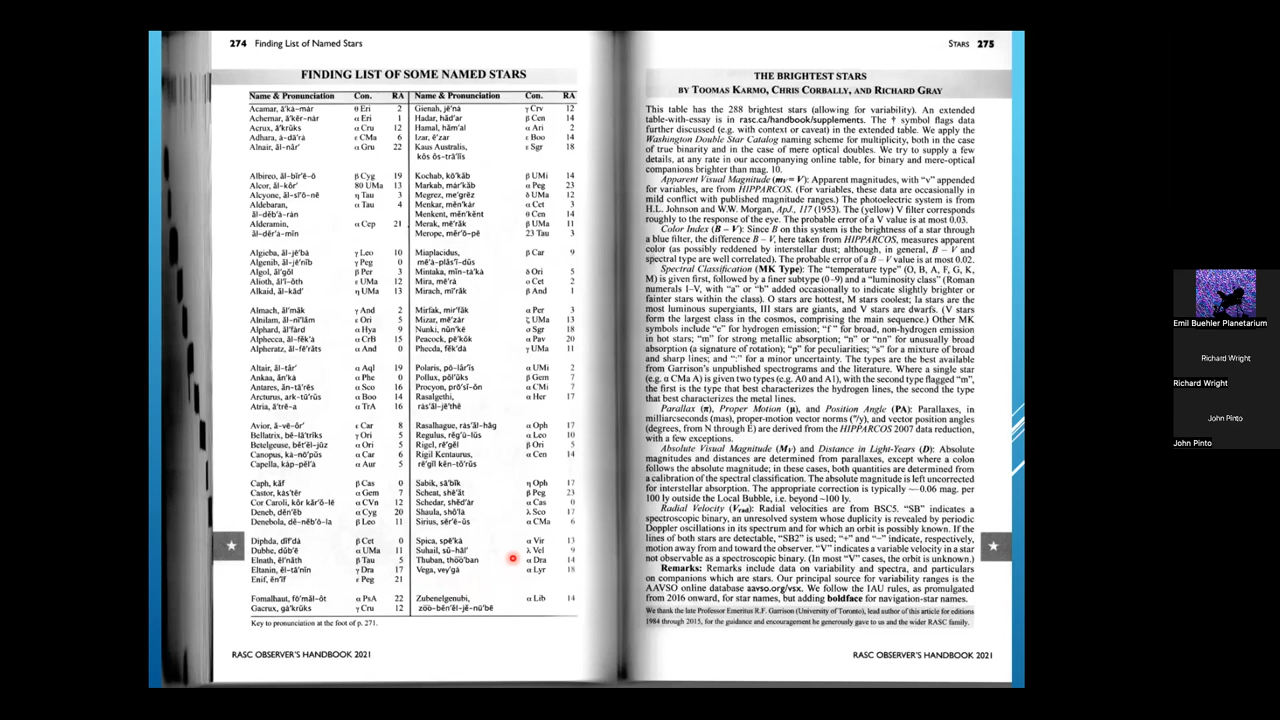 274 Finding List of Named Stars
FINDING LIST OF SOME NAMED STARS
Name & Pronunciation Con. RA Name & Pronunciation Con. RA
Acamar, ā'kȧ-mär θ Eri 2 Gienah, jē'nȧ γ Crv 12
Achernar, ā'kẽr-när α Eri 1 Hadar, hăd'ar β Cen 14
Acrux, ā'krŭks α Cru 12 Hamal, hăm'al α Ari 2
Adhara, ȧ-dā'rȧ ε CMa 6 Izar, ē'zar ε Boo 14
Alnair, ăl-nâr' α Gru 22 Kaus Australis, ε Sgr 18
kôs ôs-trā'lĭs
Albireo, ăl-bĭr'ē-ō β Cyg 19 Kochab, kō'kăb β UMi 14
Alcor, ăl-kôr' 80 UMa 13 Markab, mar'kăb α Peg 23
Alcyone, ăl-sī'ō-nē η Tau 3 Megrez, me'grĕz δ UMa 12
Aldebaran, α Tau 4 Menkar, mĕn'kàr α Cet 3
ăl-dĕb'ȧ-ran Menkent, mĕn'kĕnt θ Cen 14
Alderamin, α Cep 21 Merak, mē'răk β UMa 11
ăl-dĕr'ȧ-mĭn Merope, mĕr'ō-pē 23 Tau 3
Algieba, ăl-jē'bȧ γ Leo 10 Miaplacidus, β Car 9
Algenib, ăl-jē'nĭb γ Peg 0 mē'ȧ-plăs'ĭ-dŭs
Algol, ăl'gŏl β Per 3 Mintaka, mĭn-tȧ'kȧ δ Ori 5
Alioth, ăl'ĭ-ŏth ε UMa 12 Mira, mē'rȧ ο Cet 2
Alkaid, ăl-kād' η UMa 13 Mirach, mī'răk β And 1
Almach, ăl'măk γ And 2 Mirfak, mir'făk α Per 3
Alnilam, ăl-nī'lăm ε Ori 5 Mizar, mē'zàr ζ UMa 13
Alphard, ăl'färd α Hya 9 Nunki, nŭn'kē σ Sgr 18
Alphecca, ăl-fĕk'ȧ α CrB 15 Peacock, pē'kŏk α Pav 20
Alpheratz, ăl-fē'răts α And 0 Phecda, fĕk'dȧ γ UMa 11
Altair, ăl-târ' α Aql 19 Polaris, pō-lâr'ĭs α UMi 2
Ankaa, ăn'kȧ α Phe 0 Pollux, pŏl'ŭks β Gem 7
Antares, ăn-tā'rēs α Sco 16 Procyon, prō'sĭ-ŏn α CMi 7
Arcturus, ark-tū'rŭs α Boo 14 Rasalgethi, α Her 17
Atria, ā'trē-a α TrA 16 ras'ăl-jē'thē
Avior, ă-vē-ôr' ε Car 8 Rasalhague, ras'ăl-hāg α Oph 17
Bellatrix, bĕ-lā'trĭks γ Ori 5 Regulus, rĕg'ū-lŭs α Leo 10
Betelgeuse, bĕt'ĕl-jūz α Ori 5 Rigel, rī'gĕl β Ori 5
Canopus, kȧ-nō'pŭs α Car 6 Rigil Kentaurus, α Cen 14
Capella, kȧp-pĕl'ȧ α Aur 5 rī'gĭl kĕn-tô'rŭs
Caph, kăf β Cas 0 Sabik, sā'bĭk η Oph 17
Castor, kàs'tẽr α Gem 7 Scheat, shē'ăt β Peg 23
Cor Caroli, kôr kăr'ō-lē α CVn 12 Schedar, shĕd'ar α Cas 0
Deneb, dĕn'ĕb α Cyg 20 Shaula, shô'lȧ λ Sco 17
Denebola, dĕ-nĕb'ō-la β Leo 11 Sirius, sĭr'ē-ŭs α CMa 6
Diphda, dĭf'dȧ β Cet 0 Spica, spē'kȧ α Vir 13
Dubhe, dŭb'ē α UMa 11 Suhail, sŭ-hāl' λ Vel 9
Elnath, ĕl'năth β Tau 5 Thuban, thōō'ban α Dra 14
Eltanin, ĕl-tā'nĭn γ Dra 17 Vega, vey'gȧ α Lyr 18
Enif, ĕn'ĭf ε Peg 21
Fomalhaut, fō'măl-ôt α PsA 22 Zubenelgenubi, α Lib 14
Gacrux, gȧ'krŭks γ Cru 12 zōō-bĕn'ĕl-jĕ-nū'bē
Key to pronunciation at the foot of p. 271.
RASC OBSERVER'S HANDBOOK 2021
STARS 275
THE BRIGHTEST STARS
BY TOOMAS KARMO, CHRIS CORBALLY, AND RICHARD GRAY
This table has the 288 brightest stars (allowing for variability). An extended
table-with-essay is in rasc.ca/handbook/supplements. The † symbol flags data
further discussed (e.g. with context or caveat) in the extended table. We apply the
Washington Double Star Catalog naming scheme for multiplicity, both in the case
of true binarity and in the case of mere optical doubles. We try to supply a few
details, at any rate in our accompanying online table, for binary and mere-optical
companions brighter than mag. 10.
Apparent Visual Magnitude (mv = V): Apparent magnitudes, with "v" appended
for variables, are from HIPPARCOS. (For variables, these data are occasionally in
mild conflict with published magnitude ranges.) The photoelectric system is from
H.L. Johnson and W.W. Morgan, ApJ., 117 (1953). The (yellow) V filter corresponds
roughly to the response of the eye. The probable error of a V value is at most 0.03.
Color Index (B – V): Since B on this system is the brightness of a star through
a blue filter, the difference B – V, here taken from HIPPARCOS, measures apparent
color (as possibly reddened by interstellar dust; although, in general, B – V and
spectral type are well correlated). The probable error of a B – V value is at most 0.02.
Spectral Classification (MK Type): The "temperature type" (O, B, A, F, G, K,
M) is given first, followed by a finer subtype (0–9) and a "luminosity class" (Roman
numerals I–V, with "a" or "b" added occasionally to indicate slightly brighter or
fainter stars within the class). O stars are hottest, M stars coolest; Ia stars are the
most luminous supergiants, III stars are giants, and V stars are dwarfs. (V stars
form the largest class in the cosmos, comprising the main sequence.) Other MK
symbols include "e" for hydrogen emission; "f" for broad, non-hydrogen emission
in hot stars; "m" for strong metallic absorption; "n" or "nn" for unusually broad
absorption (a signature of rotation); "p" for peculiarities; "s" for a mixture of broad
and sharp lines; and ":" for a minor uncertainty. The types are the best available
from Garrison's unpublished spectrograms and the literature. Where a single star
(e.g. α CMa A) is given two types (e.g. A0 and A1), with the second type flagged "m",
the first is the type that best characterizes the hydrogen lines, the second the type
that best characterizes the metal lines.
Parallax (π), Proper Motion (μ), and Position Angle (PA): Parallaxes, in
milliarcseconds (mas), proper-motion vector norms ("/y), and vector position angles
(degrees, from N through E) are derived from the HIPPARCOS 2007 data reduction,
with a few exceptions.
Absolute Visual Magnitude (Mv) and Distance in Light-Years (D): Absolute
magnitudes and distances are determined from parallaxes, except where a colon
follows the absolute magnitude; in these cases, both quantities are determined from
a calibration of the spectral classification. The absolute magnitude is left uncorrected
for interstellar absorption. The appropriate correction is typically ~–0.06 mag. per
100 ly outside the Local Bubble, i.e. beyond ~100 ly.
Radial Velocity (Vrad): Radial velocities are from BSC5. "SB" indicates a
spectroscopic binary, an unresolved system whose duplicity is revealed by periodic
Doppler oscillations in its spectrum and for which an orbit is possibly known. If the
lines of both stars are detectable, "SB2" is used; "+" and "–" indicate, respectively,
motion away from and toward the observer. "V" indicates a variable velocity in a star
not observable as a spectroscopic binary. (In most "V" cases, the orbit is unknown.)
Remarks: Remarks include data on variability and spectra, and particulars
on companions which are stars. Our principal source for variability ranges is the
AAVSO online database aavso.org/vsx. We follow the IAU rules, as promulgated
from 2016 onward, for star names, but adding boldface for navigation-star names.
We thank the late Professor Emeritus R.F. Garrison (University of Toronto), lead author of this article for editions
1984 through 2015, for the guidance and encouragement he generously gave to us and the wider RASC family.
RASC OBSERVER'S HANDBOOK 2021
Emil Buehler Planetarium
Richard Wright
Richard Wright
John Pinto
John Pinto